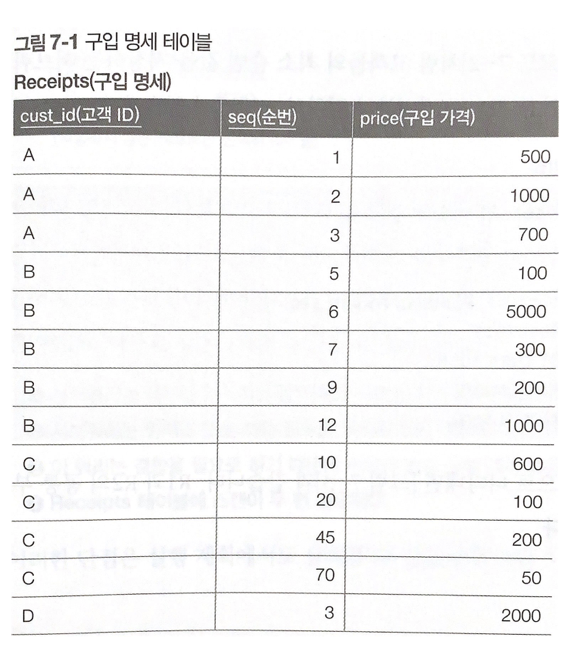 그림 7-1 구입 명세 테이블
Receipts(구입 명세)
cust_id(고객 ID) seq(순번) price(구입 가격)
A 1 500
A 2 1000
A 3 700
B 5 100
B 6 5000
B 7 300
B 9 200
B 12 1000
C 10 600
C 20 100
C 45 200
C 70 50
D 3 2000